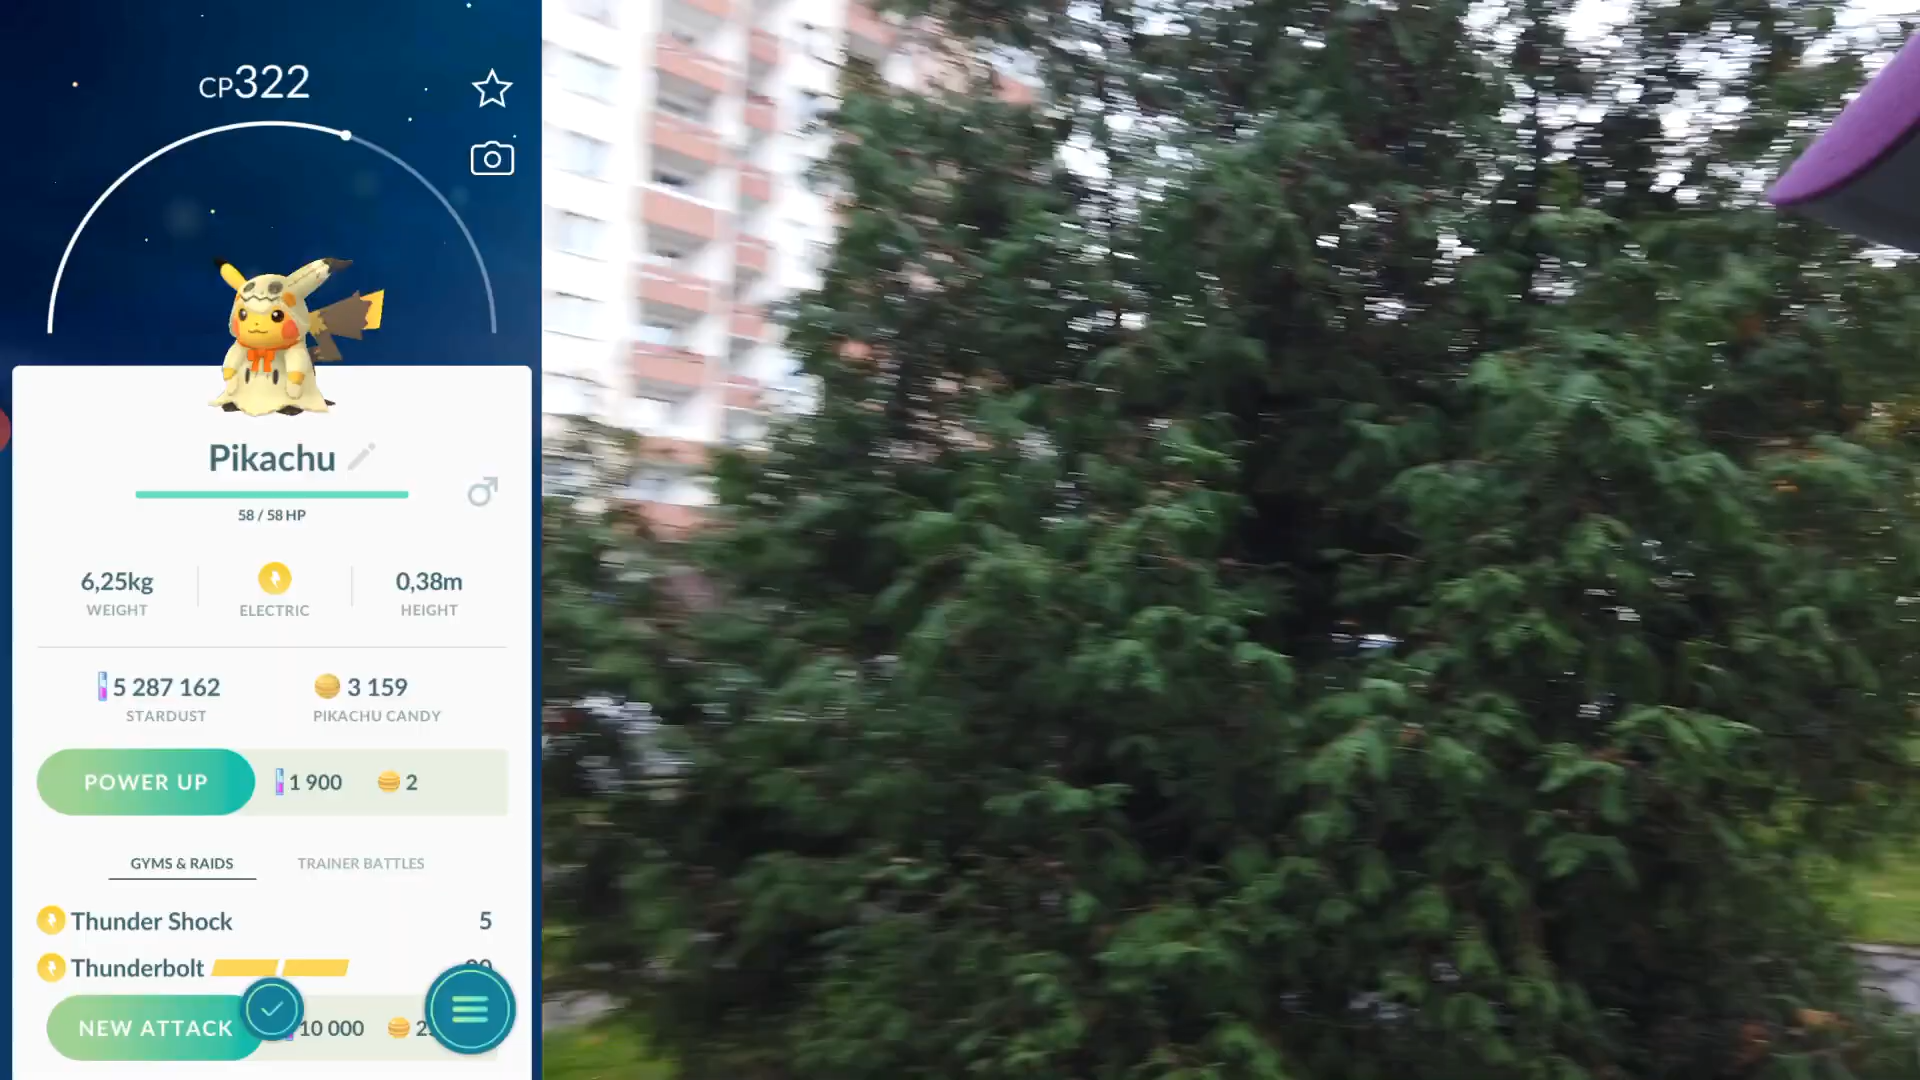 CP322
Pikachu
58 / 58 HP
6,25kg
WEIGHT
ELECTRIC
0,38m
HEIGHT
5 287 162
STARDUST
3 159
PIKACHU CANDY
POWER UP 1 900 2
GYMS & RAIDS TRAINER BATTLES
Thunder Shock 5
Thunderbolt
NEW ATTACK 10 000